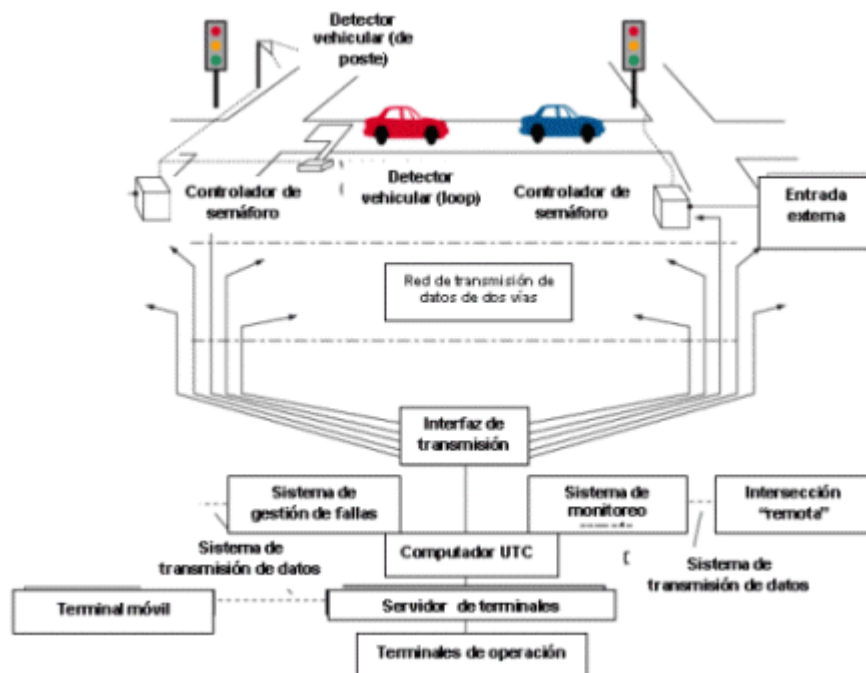 Detector
vehicular (de
poste)
Controlador de
semáforo
Detector
vehicular (loop)
Controlador de
semáforo
Entrada
externa
Red de transmisión de
datos de dos vías
Interfaz de
transmisión
Sistema de
gestión de fallas
Sistema de
monitoreo
Intersección
"remota"
Sistema de
transmisión de datos
Computador UTC
Sistema de
transmisión de datos
Terminal móvil
Servidor de terminales
Terminales de operación